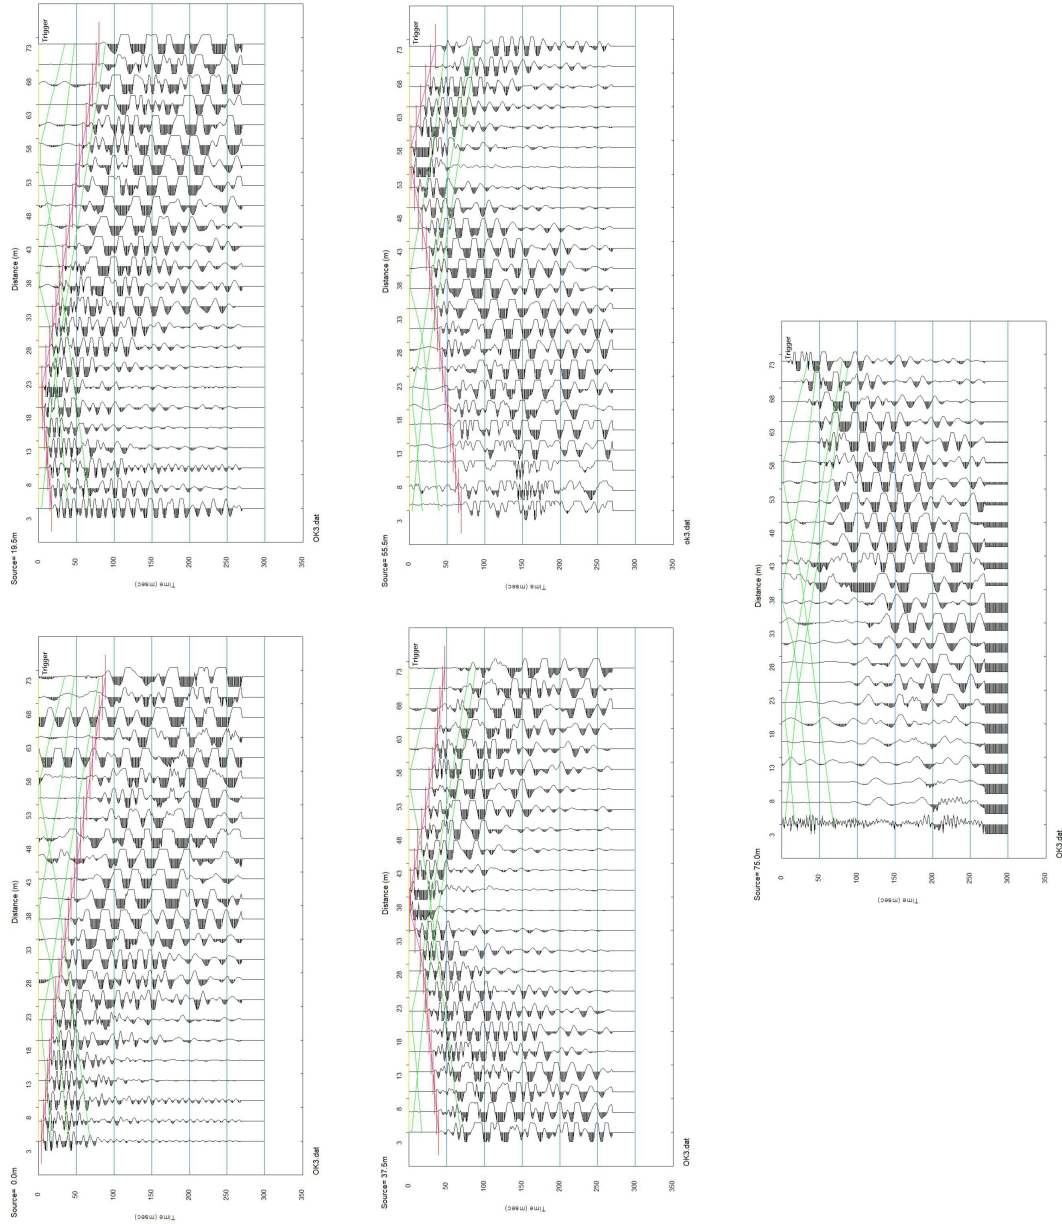 Source= 0.0m
Distance (m)
3 8 13 18 23 28 33 38 43 48 53 58 63 68 73
Trigger
0
50
100
150
200
250
300
350
Time (msec)
OK3.dat
Source= 19.5m
Distance (m)
3 8 13 18 23 28 33 38 43 48 53 58 63 68 73
Trigger
0
50
100
150
200
250
300
350
Time (msec)
OK3.dat
Source= 37.5m
Distance (m)
3 8 13 18 23 28 33 38 43 48 53 58 63 68 73
Trigger
0
50
100
150
200
250
300
350
Time (msec)
OK3.dat
Source= 55.5m
Distance (m)
3 8 13 18 23 28 33 38 43 48 53 58 63 68 73
Trigger
0
50
100
150
200
250
300
350
Time (msec)
ok3.dat
Source= 75.0m
Distance (m)
3 8 13 18 23 28 33 38 43 48 53 58 63 68 73
Trigger
0
50
100
150
200
250
300
350
Time (msec)
OK3.dat